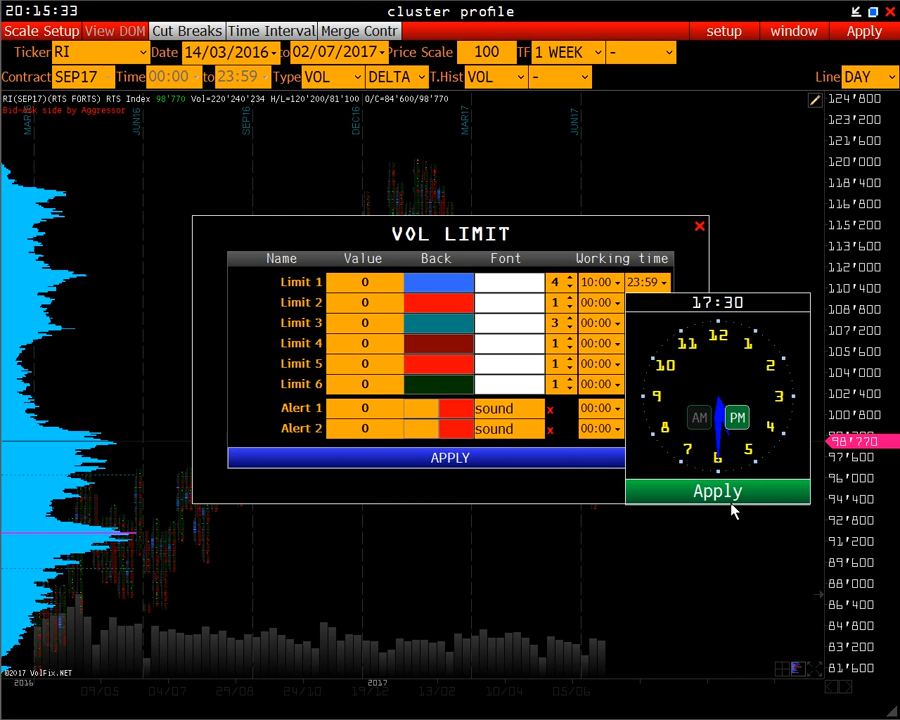 20:15:33 cluster profile
Scale Setup View DOM Cut Breaks Time Interval Merge Contr setup window Apply
Ticker RI Date 14/03/2016 to 02/07/2017 Price Scale 100 TF 1 WEEK -
Contract SEP17 Time 00:00 to 23:59 Type VOL DELTA T.Hist VOL - Line DAY
RI(SEP17)(RTS FORTS) RTS Index 98'770 Vol=220'240'234 H/L=120'200/81'100 O/C=84'600/98'770
Bid-Ask side by Aggressor
MAR16 JUN16 SEP16 DEC16 MAR17 JUN17
124'800
123'200
121'600
120'000
118'400
116'800
115'200
113'600
112'000
110'400
108'800
107'200
105'600
104'000
102'400
100'800
98'770
97'600
96'000
94'400
92'800
91'200
89'600
88'000
86'400
84'800
83'200
81'600
VOL LIMIT
Name Value Back Font Working time
Limit 1 0 4 10:00 23:59
Limit 2 0 1 00:00
Limit 3 0 3 00:00
Limit 4 0 1 00:00
Limit 5 0 1 00:00
Limit 6 0 1 00:00
Alert 1 0 sound x 00:00
Alert 2 0 sound x 00:00
APPLY
17:30
12
11 1
10 2
9 3
AM PM
8 4
7 5
6
Apply
©2017 VolFix.NET
2016 2017
09/05 04/07 29/08 24/10 19/12 13/02 10/04 05/06